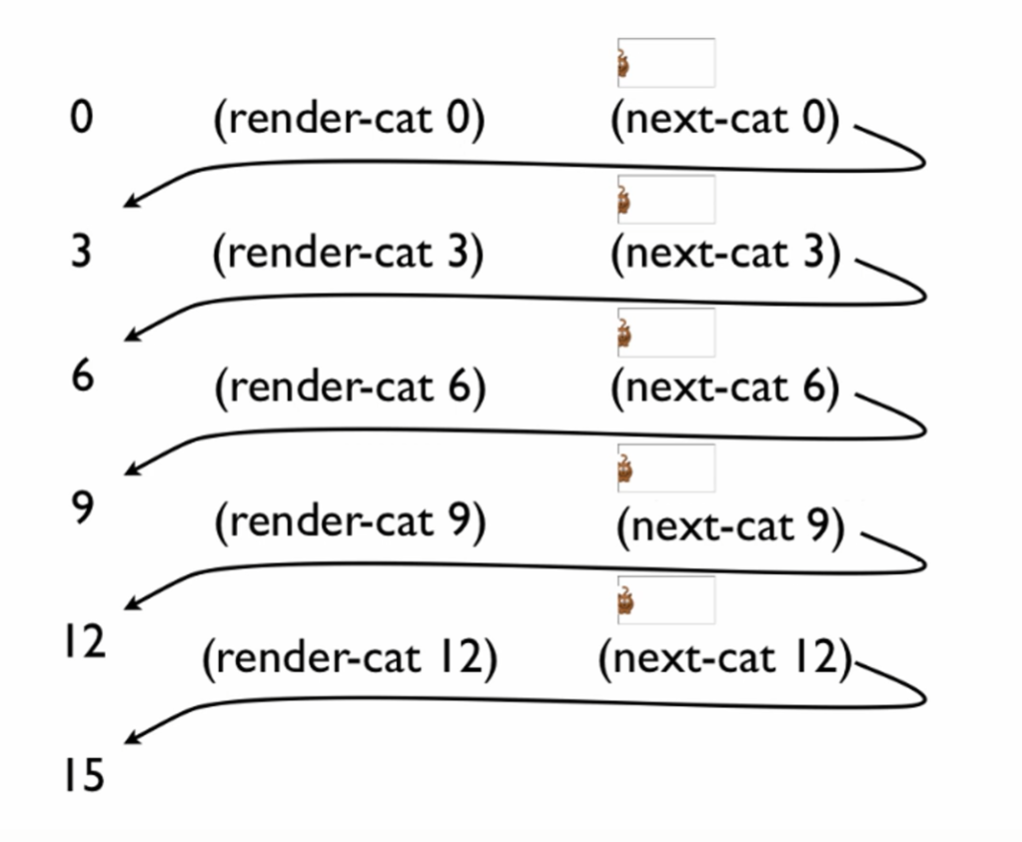 0 (render-cat 0) (next-cat 0)
3 (render-cat 3) (next-cat 3)
6 (render-cat 6) (next-cat 6)
9 (render-cat 9) (next-cat 9)
12 (render-cat 12) (next-cat 12)
15